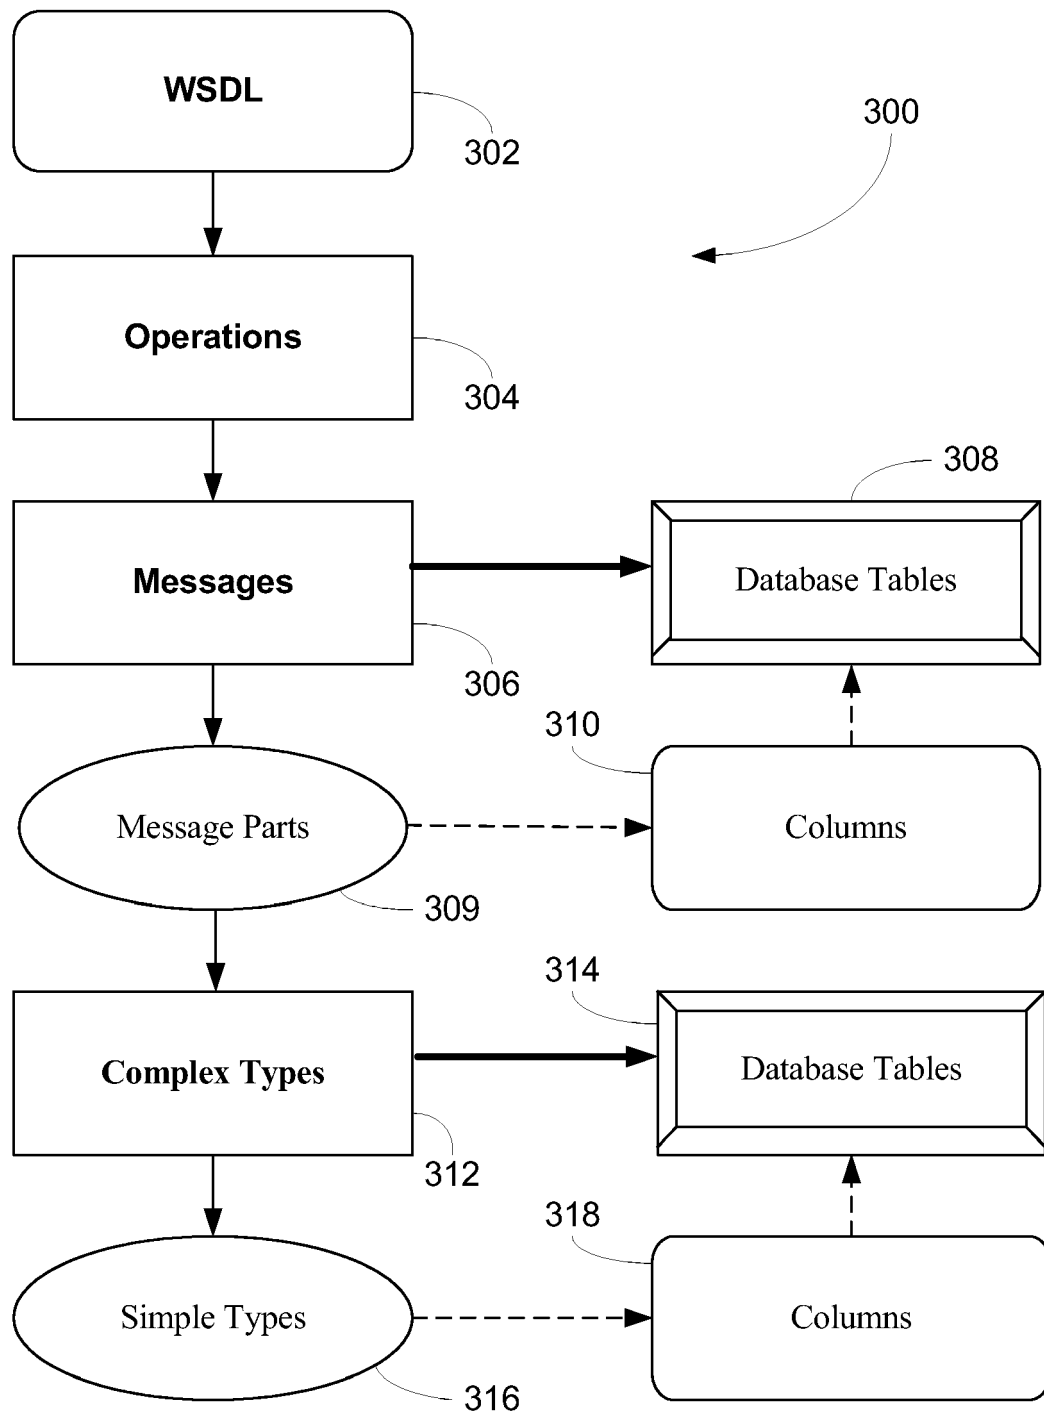 WSDL
300
302
Operations
304
308
Messages
Database Tables
306
310
Message Parts
Columns
309
314
Complex Types
Database Tables
312
318
Simple Types
Columns
316